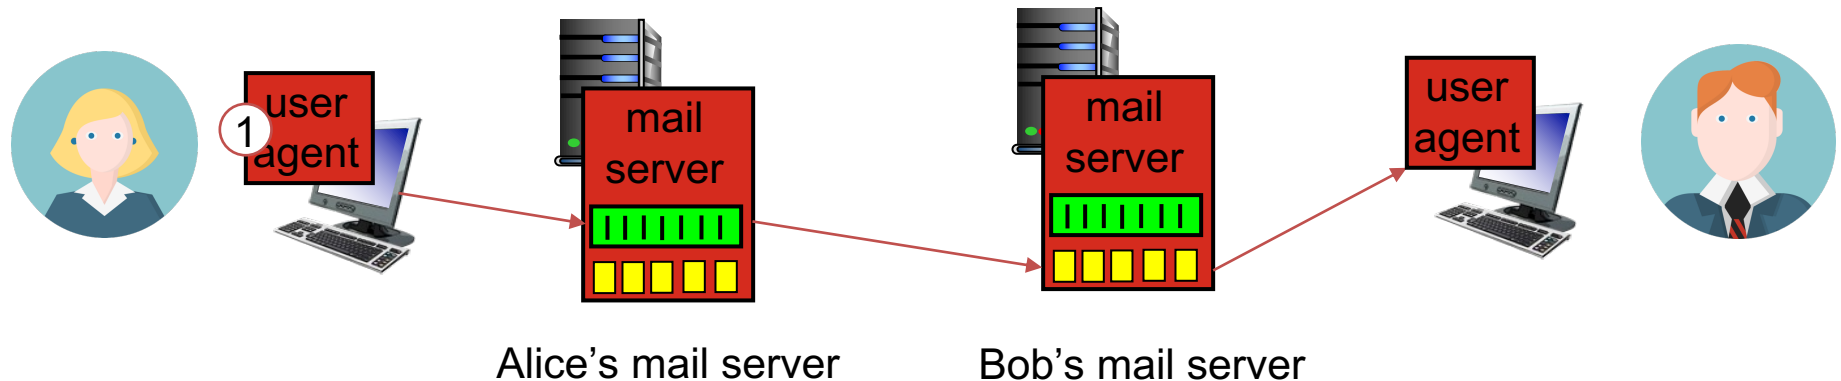 1
user
agent
mail
server
mail
server
user
agent
Alice’s mail server
Bob’s mail server